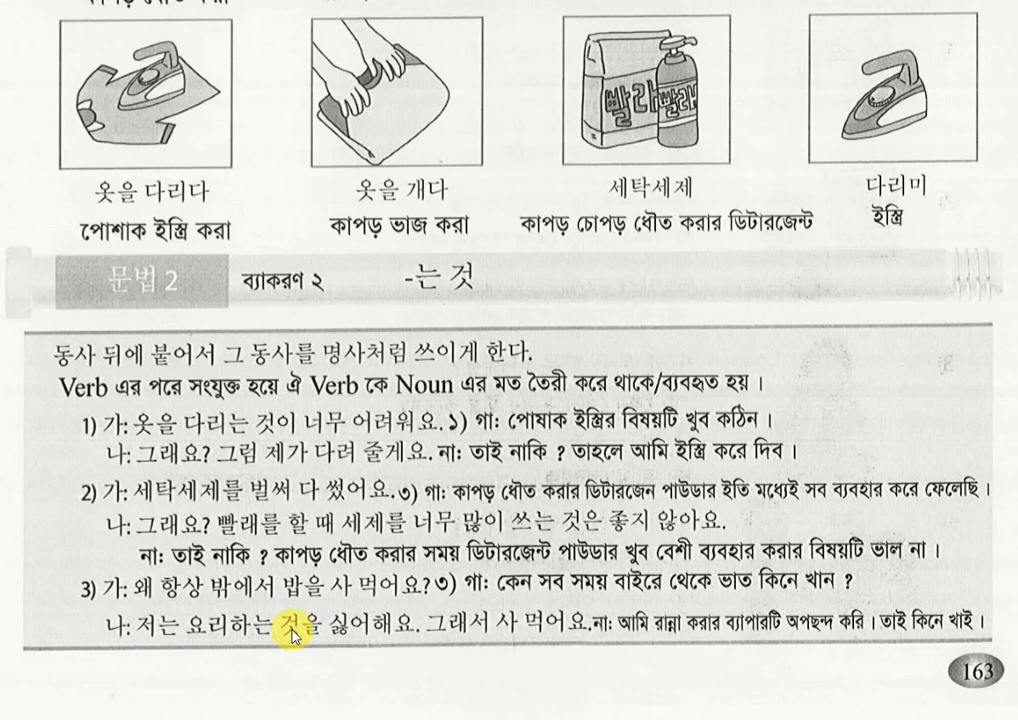 빨래 빨래
옷을 다리다 옷을 개다 세탁세제 다리미
পোশাক ইস্ত্রি করা কাপড় ভাজ করা কাপড় চোপড় ধৌত করার ডিটারজেন্ট ইস্ত্রি
문법 2 ব্যাকরণ ২ -는 것
동사 뒤에 붙어서 그 동사를 명사처럼 쓰이게 한다.
Verb এর পরে সংযুক্ত হয়ে ঐ Verb কে Noun এর মত তৈরী করে থাকে/ব্যবহৃত হয়।
1) 가: 옷을 다리는 것이 너무 어려워요. ১) গা: পোষাক ইস্ত্রির বিষয়টি খুব কঠিন।
나: 그래요? 그럼 제가 다려 줄게요. না: তাই নাকি ? তাহলে আমি ইস্ত্রি করে দিব।
2) 가: 세탁세제를 벌써 다 썼어요. ৩) গা: কাপড় ধৌত করার ডিটারজেন পাউডার ইতি মধ্যেই সব ব্যবহার করে ফেলেছি।
나: 그래요? 빨래를 할 때 세제를 너무 많이 쓰는 것은 좋지 않아요.
না: তাই নাকি ? কাপড় ধৌত করার সময় ডিটারজেন্ট পাউডার খুব বেশী ব্যবহার করার বিষয়টি ভাল না।
3) 가: 왜 항상 밖에서 밥을 사 먹어요? ৩) গা: কেন সব সময় বাইরে থেকে ভাত কিনে খান ?
나: 저는 요리하는 것을 싫어해요. 그래서 사 먹어요. না: আমি রান্না করার ব্যাপারটি অপছন্দ করি। তাই কিনে খাই।
163